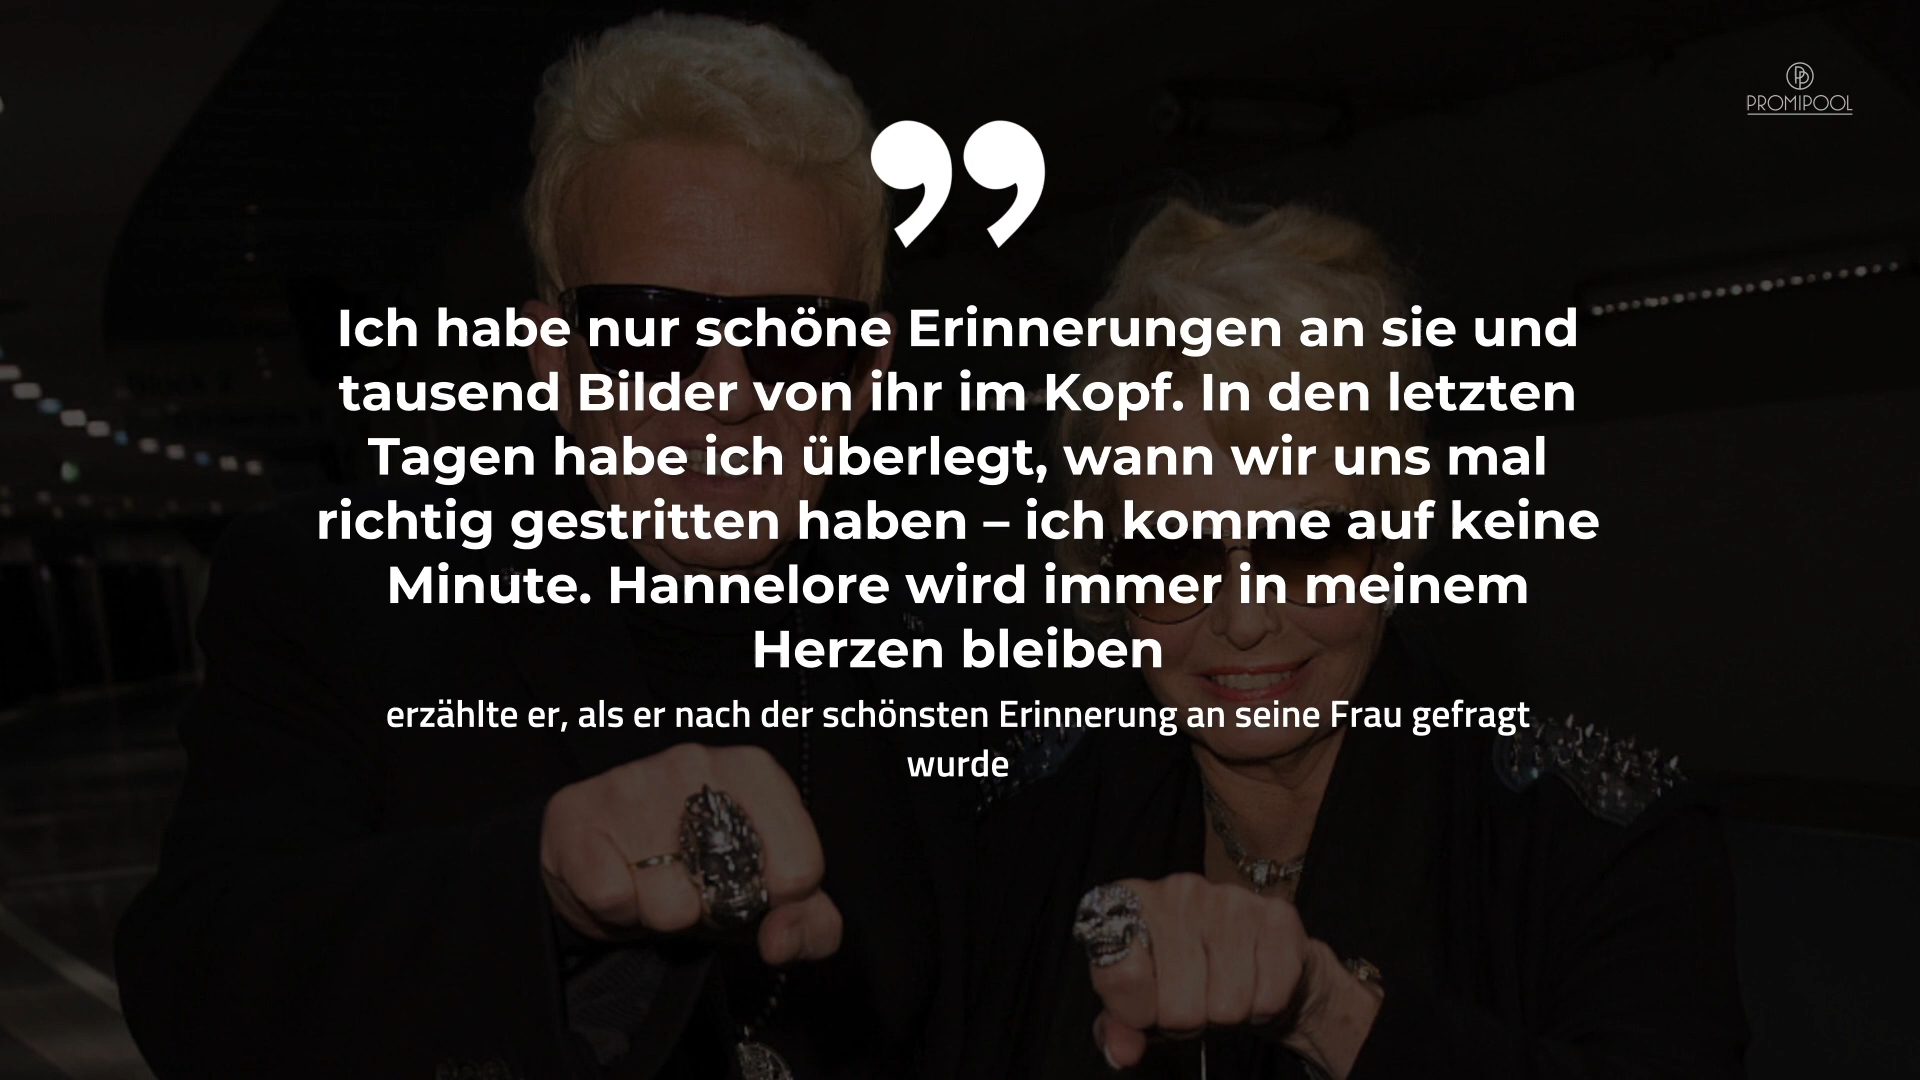 PROMIPOOL
”
Ich habe nur schöne Erinnerungen an sie und
tausend Bilder von ihr im Kopf. In den letzten
Tagen habe ich überlegt, wann wir uns mal
richtig gestritten haben – ich komme auf keine
Minute. Hannelore wird immer in meinem
Herzen bleiben
erzählte er, als er nach der schönsten Erinnerung an seine Frau gefragt
wurde